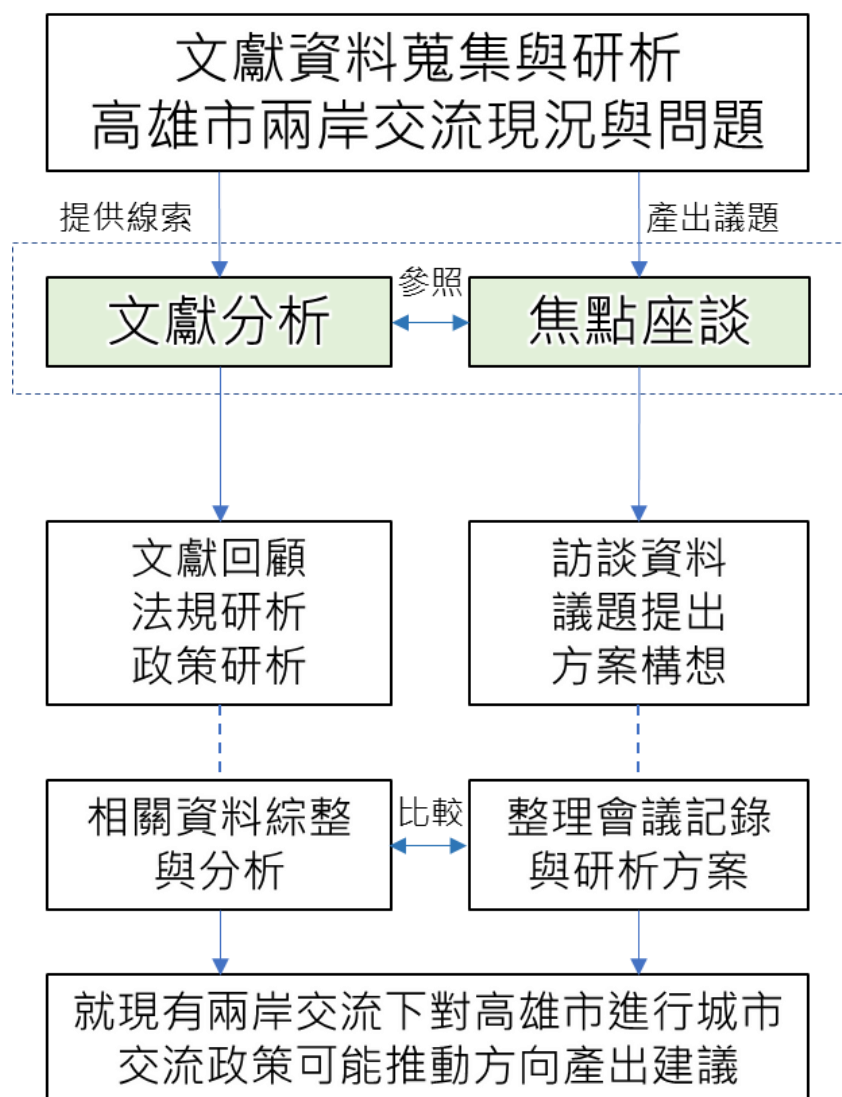 文獻資料蒐集與研析
高雄市兩岸交流現況與問題
提供線索
產出議題
文獻分析
參照
焦點座談
文獻回顧
法規研析
政策研析
訪談資料
議題提出
方案構想
相關資料綜整
與分析
比較
整理會議記錄
與研析方案
就現有兩岸交流下對高雄市進行城市
交流政策可能推動方向產出建議